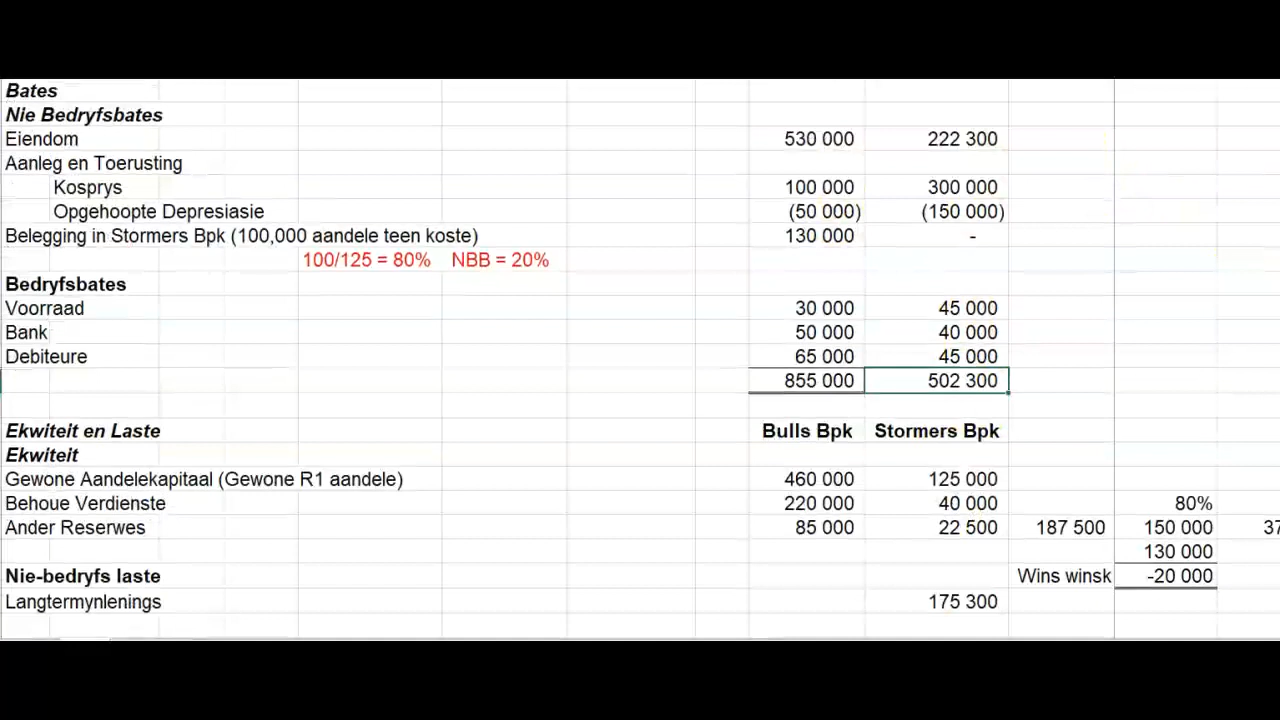 Bates
Nie Bedryfsbates
Eiendom 530 000 222 300
Aanleg en Toerusting
Kosprys 100 000 300 000
Opgehoopte Depresiasie (50 000) (150 000)
Belegging in Stormers Bpk (100,000 aandele teen koste) 130 000 -
100/125 = 80% NBB = 20%
Bedryfsbates
Voorraad 30 000 45 000
Bank 50 000 40 000
Debiteure 65 000 45 000
855 000 502 300
Ekwiteit en Laste Bulls Bpk Stormers Bpk
Ekwiteit
Gewone Aandelekapitaal (Gewone R1 aandele) 460 000 125 000
Behoue Verdienste 220 000 40 000 80%
Ander Reserwes 85 000 22 500 187 500 150 000 37
130 000
Nie-bedryfs laste Wins winsk -20 000
Langtermynlenings 175 300